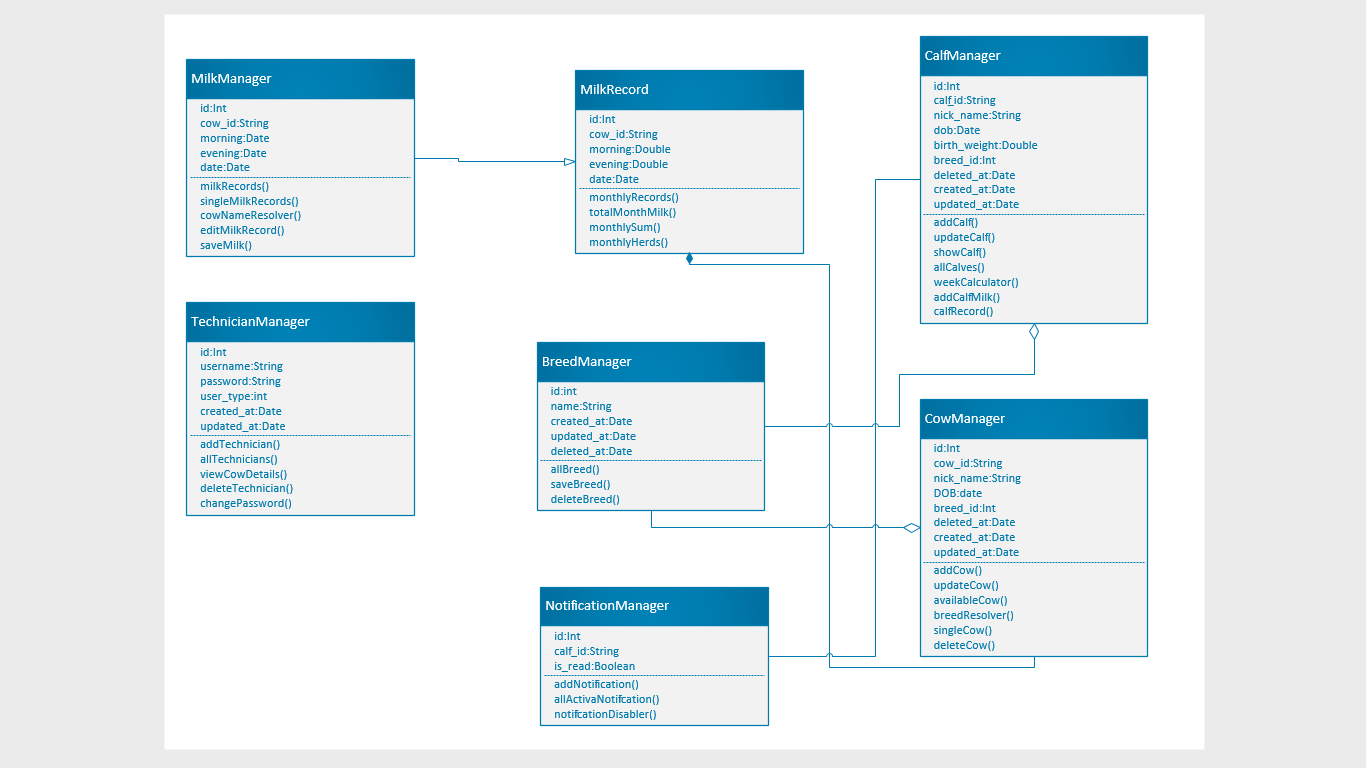 MilkManager
id:Int
cow_id:String
morning:Date
evening:Date
date:Date
milkRecords()
singleMilkRecords()
cowNameResolver()
editMilkRecord()
saveMilk()
MilkRecord
id:Int
cow_id:String
morning:Double
evening:Double
date:Date
monthlyRecords()
totalMonthMilk()
monthlySum()
monthlyHerds()
CalfManager
id:Int
calf_id:String
nick_name:String
dob:Date
birth_weight:Double
breed_id:Int
deleted_at:Date
created_at:Date
updated_at:Date
addCalf()
updateCalf()
showCalf()
allCalves()
weekCalculator()
addCalfMilk()
calfRecord()
TechnicianManager
id:Int
username:String
password:String
user_type:int
created_at:Date
updated_at:Date
addTechnician()
allTechnicians()
viewCowDetails()
deleteTechnician()
changePassword()
BreedManager
id:int
name:String
created_at:Date
updated_at:Date
deleted_at:Date
allBreed()
saveBreed()
deleteBreed()
CowManager
id:Int
cow_id:String
nick_name:String
DOB:date
breed_id:Int
deleted_at:Date
created_at:Date
updated_at:Date
addCow()
updateCow()
availableCow()
breedResolver()
singleCow()
deleteCow()
NotificationManager
id:Int
calf_id:String
is_read:Boolean
addNotification()
allActivaNotifcation()
notifcationDisabler()